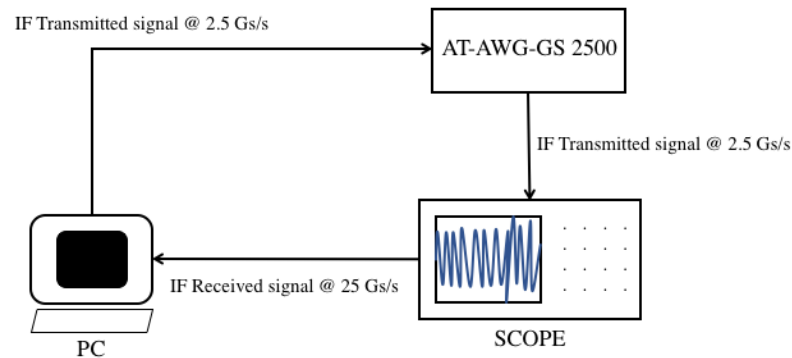 IF Transmitted signal @ 2.5 Gs/s
AT-AWG-GS 2500
IF Transmitted signal @ 2.5 Gs/s
IF Received signal @ 25 Gs/s
SCOPE
PC